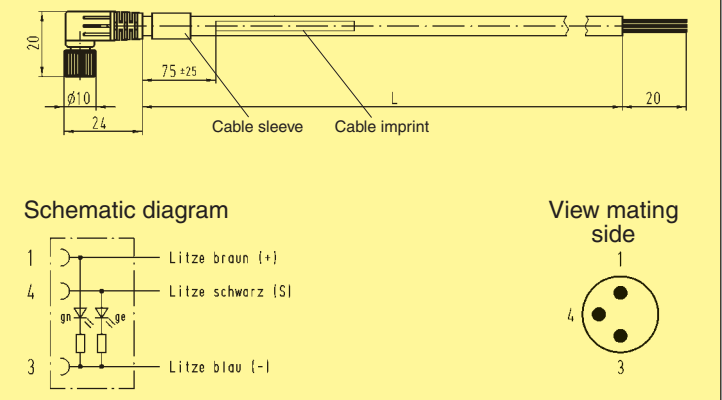 20
75 ±25
Ø10
24
L
20
Cable sleeve
Cable imprint
Schematic diagram
View mating
side
1
Litze braun (+)
4
Litze schwarz (S)
gn
ge
3
Litze blau (-)
1
4
3